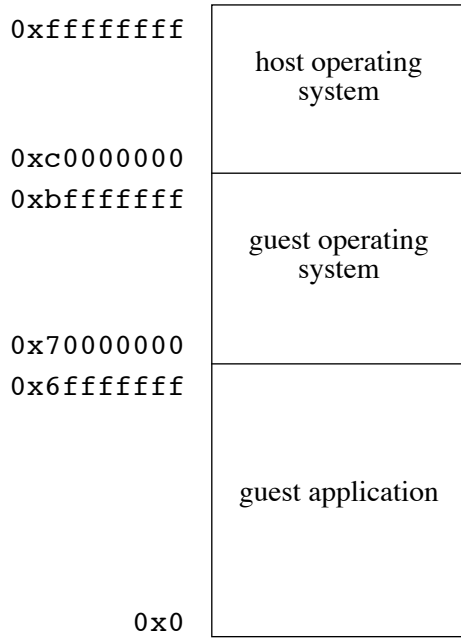 0xffffffff
host operating
system
0xc0000000
0xbfffffff
guest operating
system
0x70000000
0x6fffffff
guest application
0x0